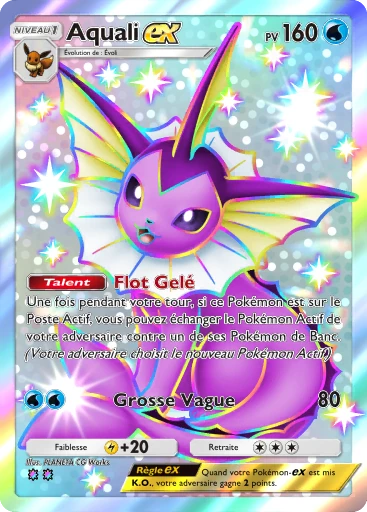 NIVEAU 1 Aquali ex PV 160
Évolution de : Évoli
Talent Flot Gelé
Une fois pendant votre tour, si ce Pokémon est sur le
Poste Actif, vous pouvez échanger le Pokémon Actif de
votre adversaire contre un de ses Pokémon de Banc.
(Votre adversaire choisit le nouveau Pokémon Actif.)
Grosse Vague 80
Faiblesse +20 Retraite
Illus. PLANETA CG Works
Règle ex Quand votre Pokémon-ex est mis
K.O., votre adversaire gagne 2 points.